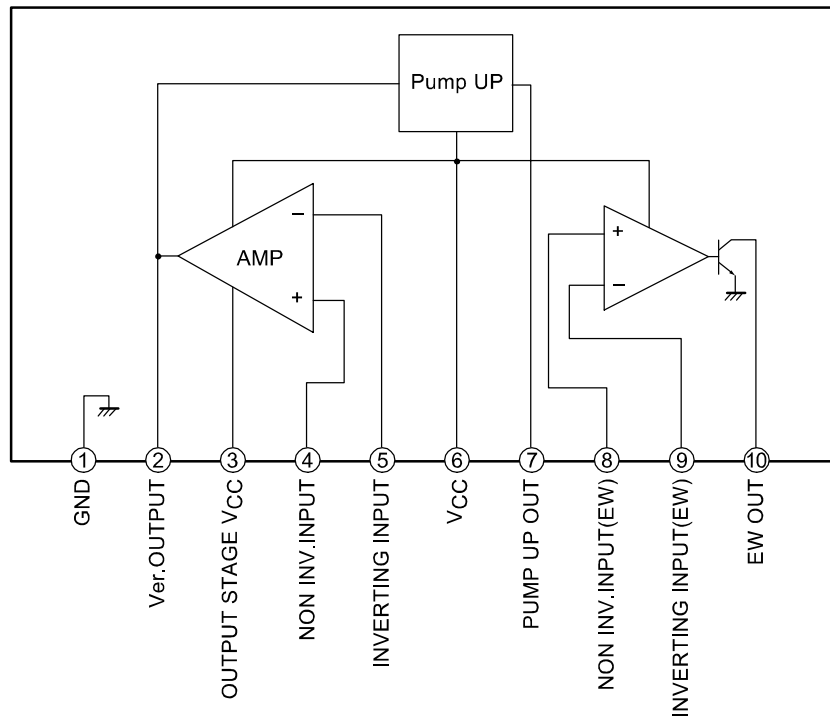 Pump UP
−
AMP
+
+
−
1
2
3
4
5
6
7
8
9
10
GND
Ver.OUTPUT
OUTPUT STAGE VCC
NON INV.INPUT
INVERTING INPUT
VCC
PUMP UP OUT
NON INV.INPUT(EW)
INVERTING INPUT(EW)
EW OUT